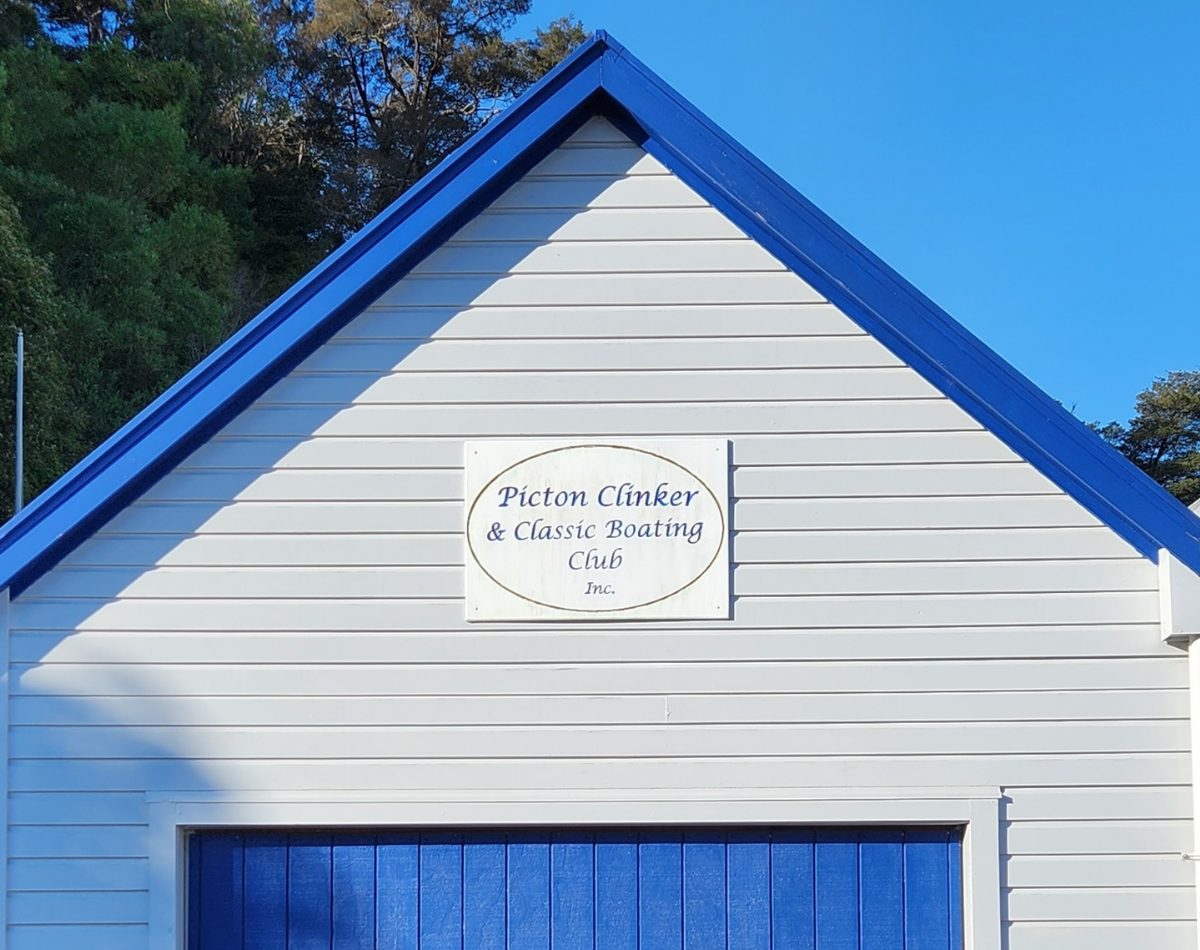 Picton Clinker
& Classic Boating
Club
Inc.